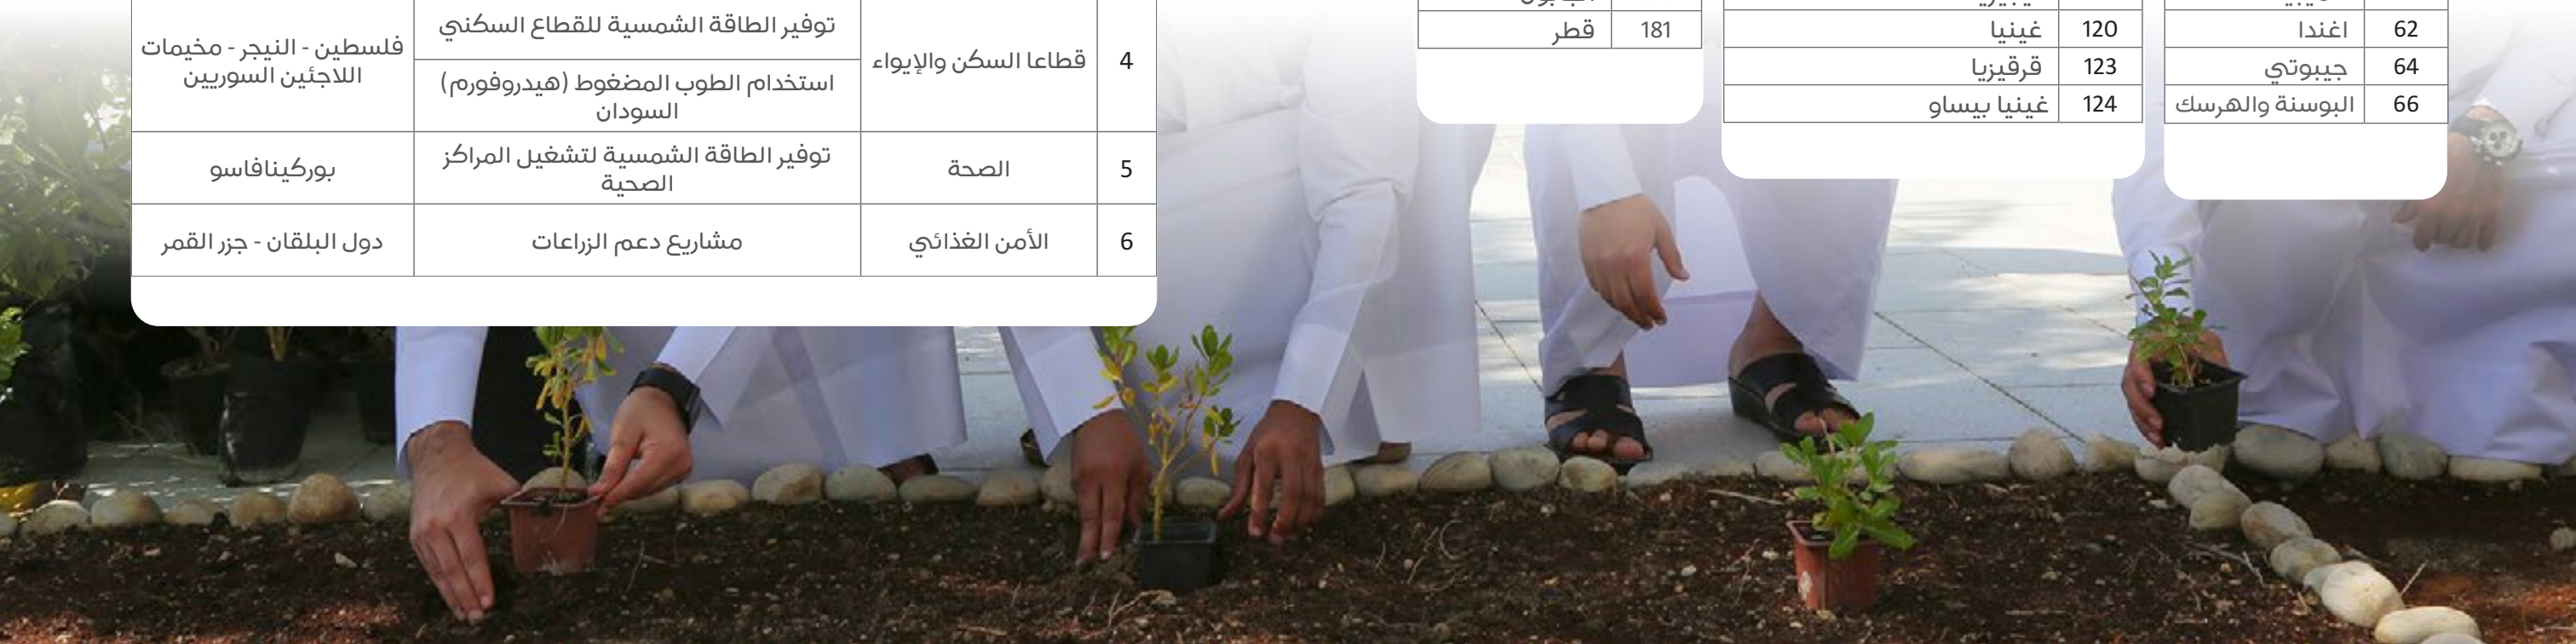 62 اغندا
64 جيبوتي
66 البوسنة والهرسك
120 غينيا
123 قرقيزيا
124 غينيا بيساو
181 قطر
4 قطاعا السكن والإيواء
توفير الطاقة الشمسية للقطاع السكني
استخدام الطوب المضغوط (هيدروفورم)
السودان
فلسطين - النيجر - مخيمات
اللاجئين السوريين
5 الصحة
توفير الطاقة الشمسية لتشغيل المراكز
الصحية
بوركينافاسو
6 الأمن الغذائي
مشاريع دعم الزراعات
دول البلقان - جزر القمر